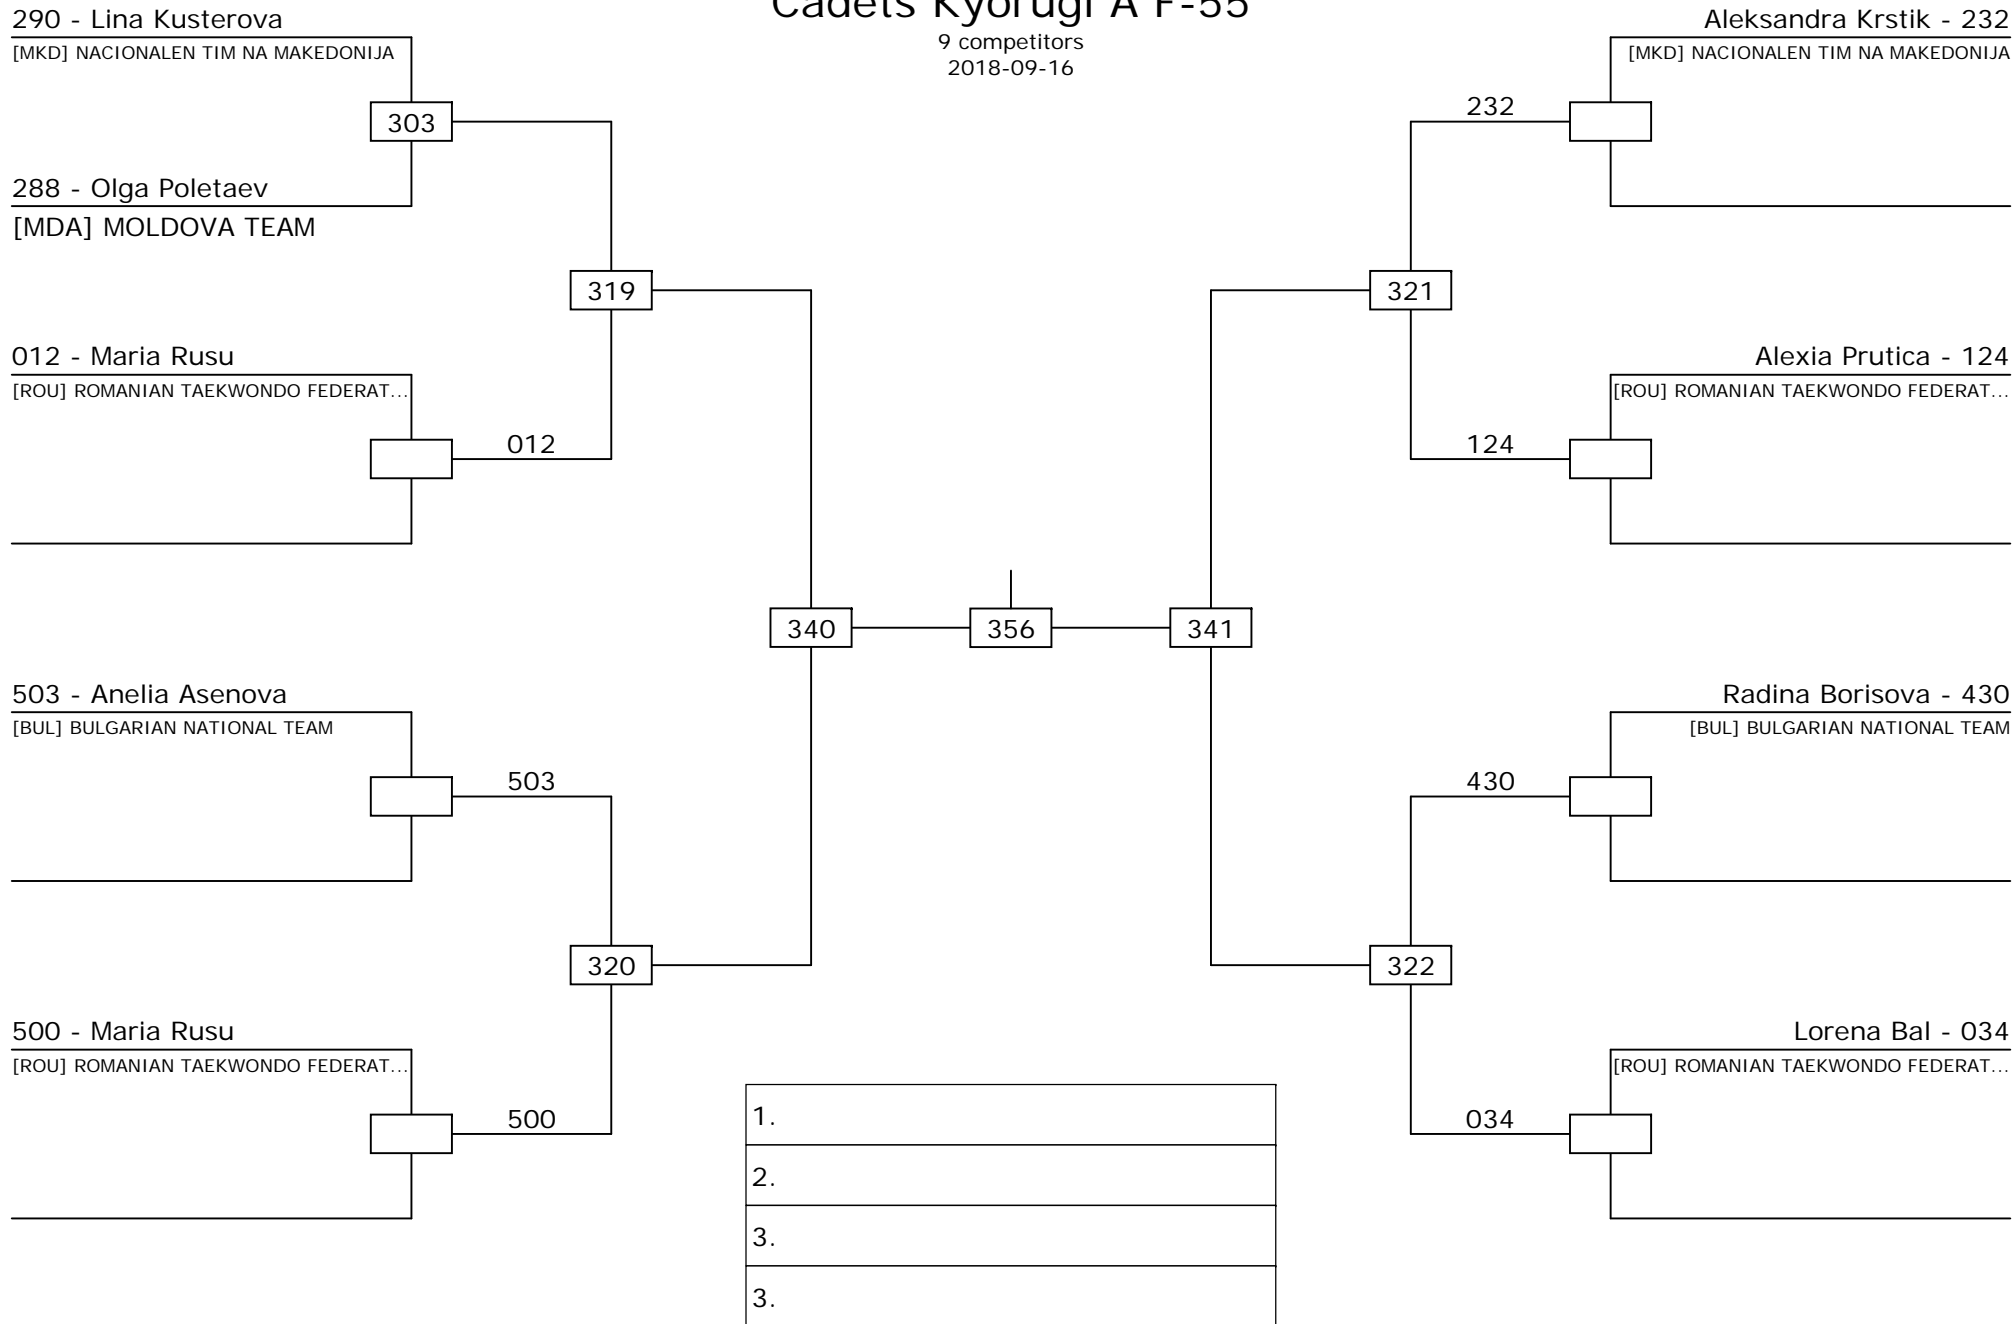 Cadets Kyorugi A F-55
9 competitors
2018-09-16
290 - Lina Kusterova
[MKD] NACIONALEN TIM NA MAKEDONIJA
303
288 - Olga Poletaev
[MDA] MOLDOVA TEAM
319
012 - Maria Rusu
[ROU] ROMANIAN TAEKWONDO FEDERAT...
012
340
503 - Anelia Asenova
[BUL] BULGARIAN NATIONAL TEAM
503
320
500 - Maria Rusu
[ROU] ROMANIAN TAEKWONDO FEDERAT...
500
356
Aleksandra Krstik - 232
[MKD] NACIONALEN TIM NA MAKEDONIJA
232
321
Alexia Prutica - 124
[ROU] ROMANIAN TAEKWONDO FEDERAT...
124
341
Radina Borisova - 430
[BUL] BULGARIAN NATIONAL TEAM
430
322
Lorena Bal - 034
[ROU] ROMANIAN TAEKWONDO FEDERAT...
034
1.
2.
3.
3.